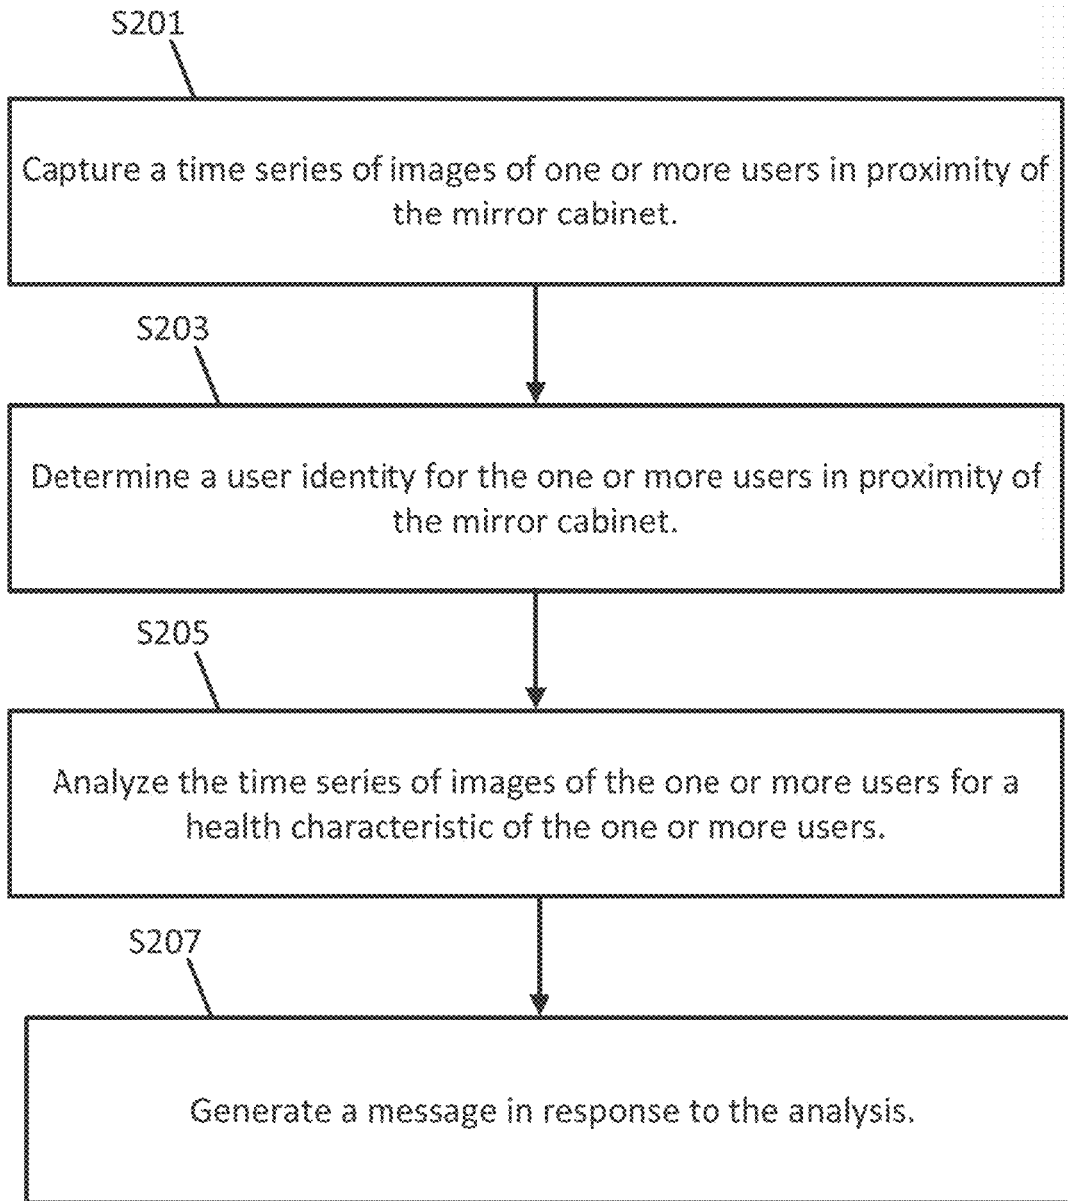 S201
Capture a time series of images of one or more users in proximity of
the mirror cabinet.
S203
Determine a user identity for the one or more users in proximity of
the mirror cabinet.
S205
Analyze the time series of images of the one or more users for a
health characteristic of the one or more users.
S207
Generate a message in response to the analysis.